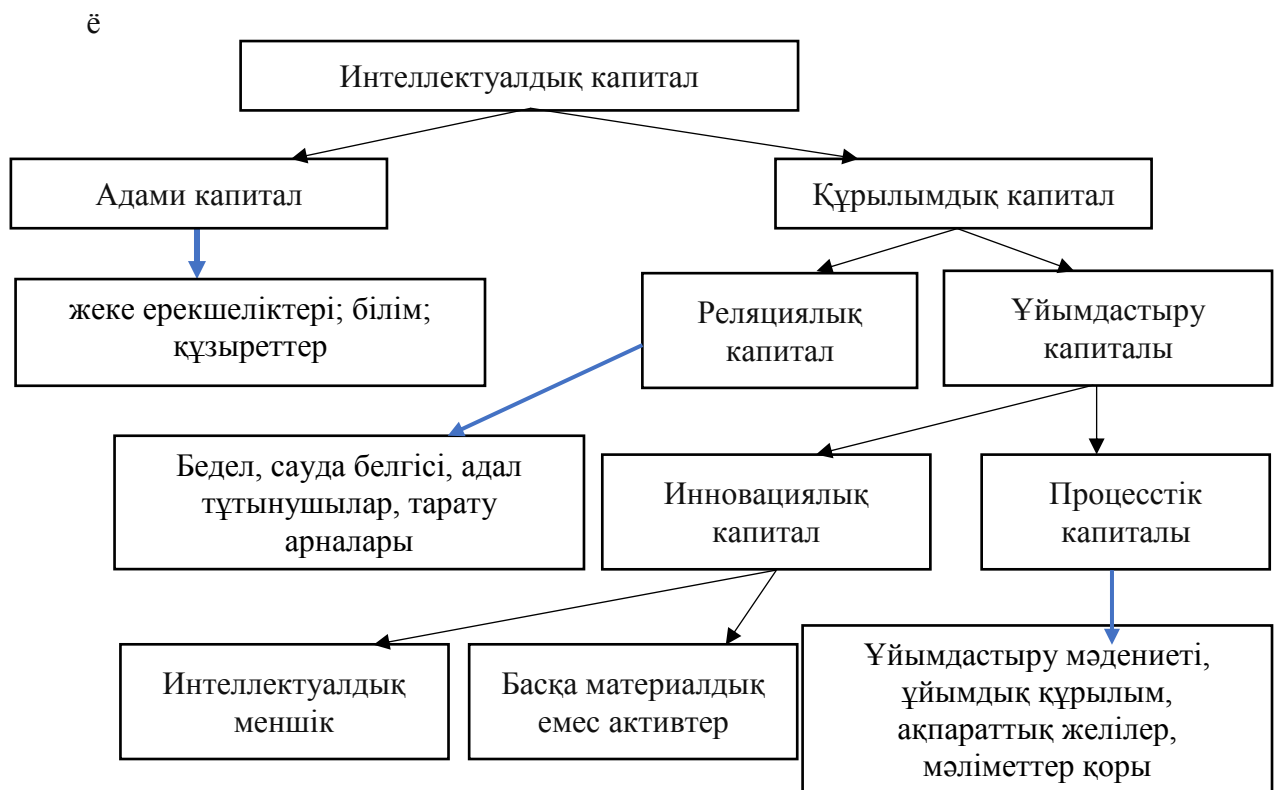 ё
Интеллектуалдық капитал
Адами капитал
Құрылымдық капитал
жеке ерекшеліктері; білім;
құзыреттер
Реляциялық
капитал
Ұйымдастыру
капиталы
Бедел, сауда белгісі, адал
тұтынушылар, тарату
арналары
Инновациялық
капитал
Процесстік
капиталы
Интеллектуалдық
меншік
Басқа материалдық
емес активтер
Ұйымдастыру мәдениеті,
ұйымдық құрылым,
ақпараттық желілер,
мәліметтер қоры